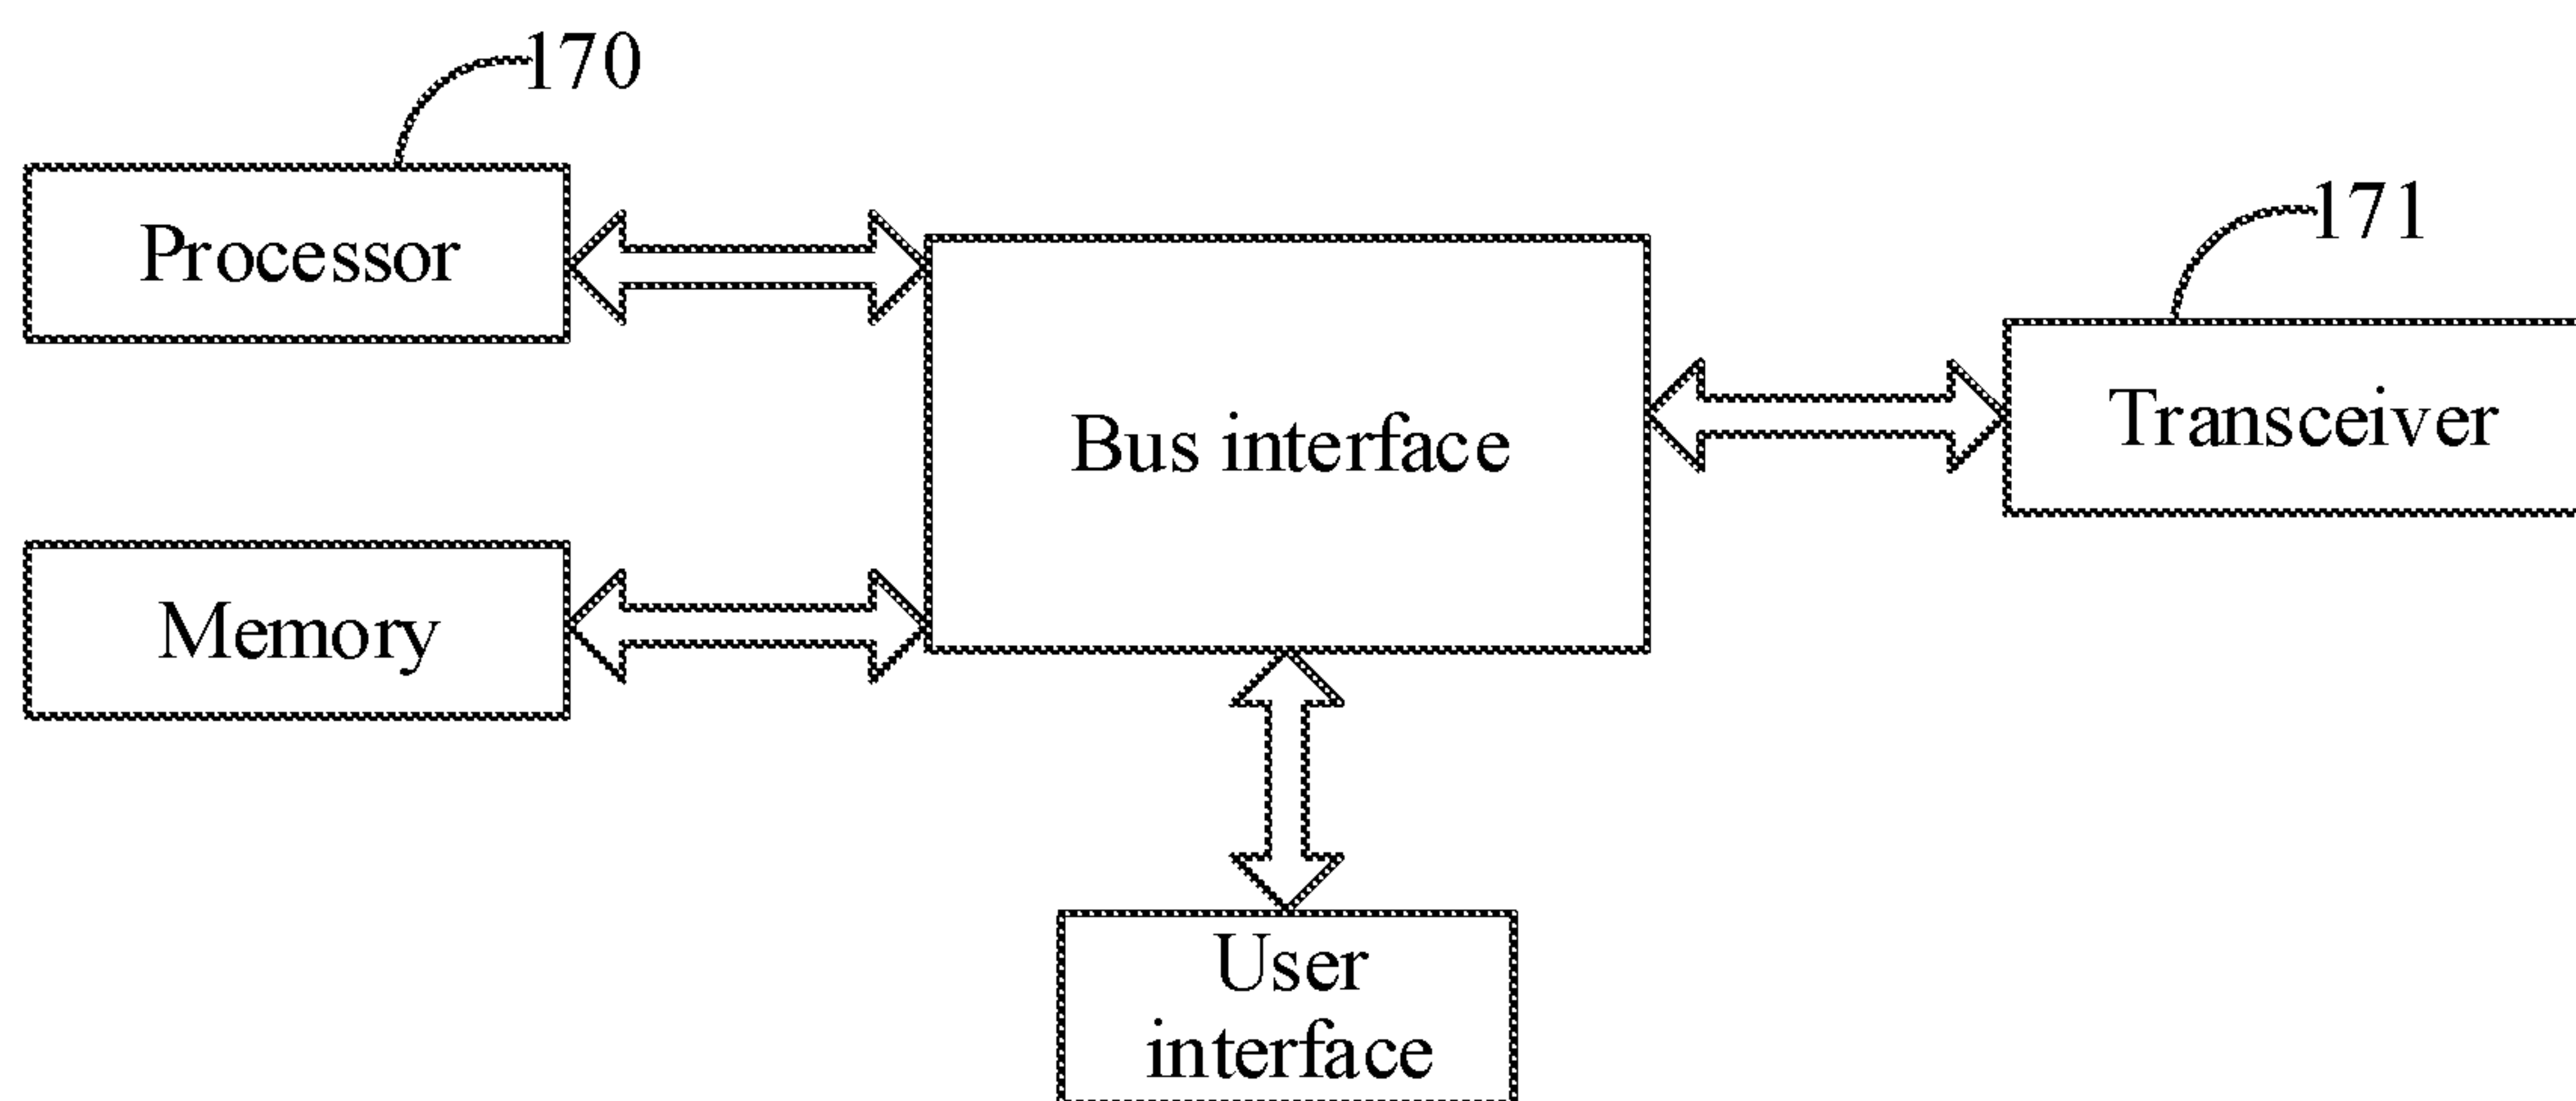 170
171
Processor
Transceiver
Bus interface
Memory
User
interface